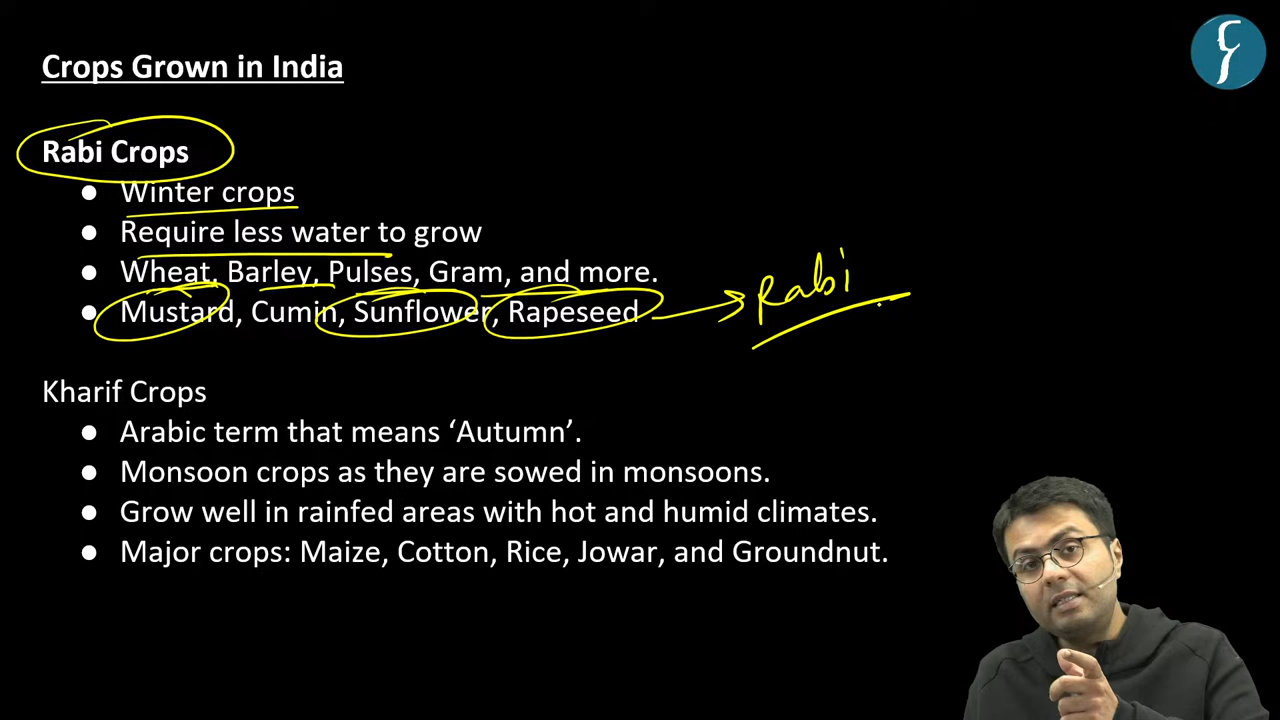 Crops Grown in India
Rabi Crops
● Winter crops
● Require less water to grow
● Wheat, Barley, Pulses, Gram, and more.
● Mustard, Cumin, Sunflower, Rapeseed
Rabi
Kharif Crops
● Arabic term that means ‘Autumn’.
● Monsoon crops as they are sowed in monsoons.
● Grow well in rainfed areas with hot and humid climates.
● Major crops: Maize, Cotton, Rice, Jowar, and Groundnut.